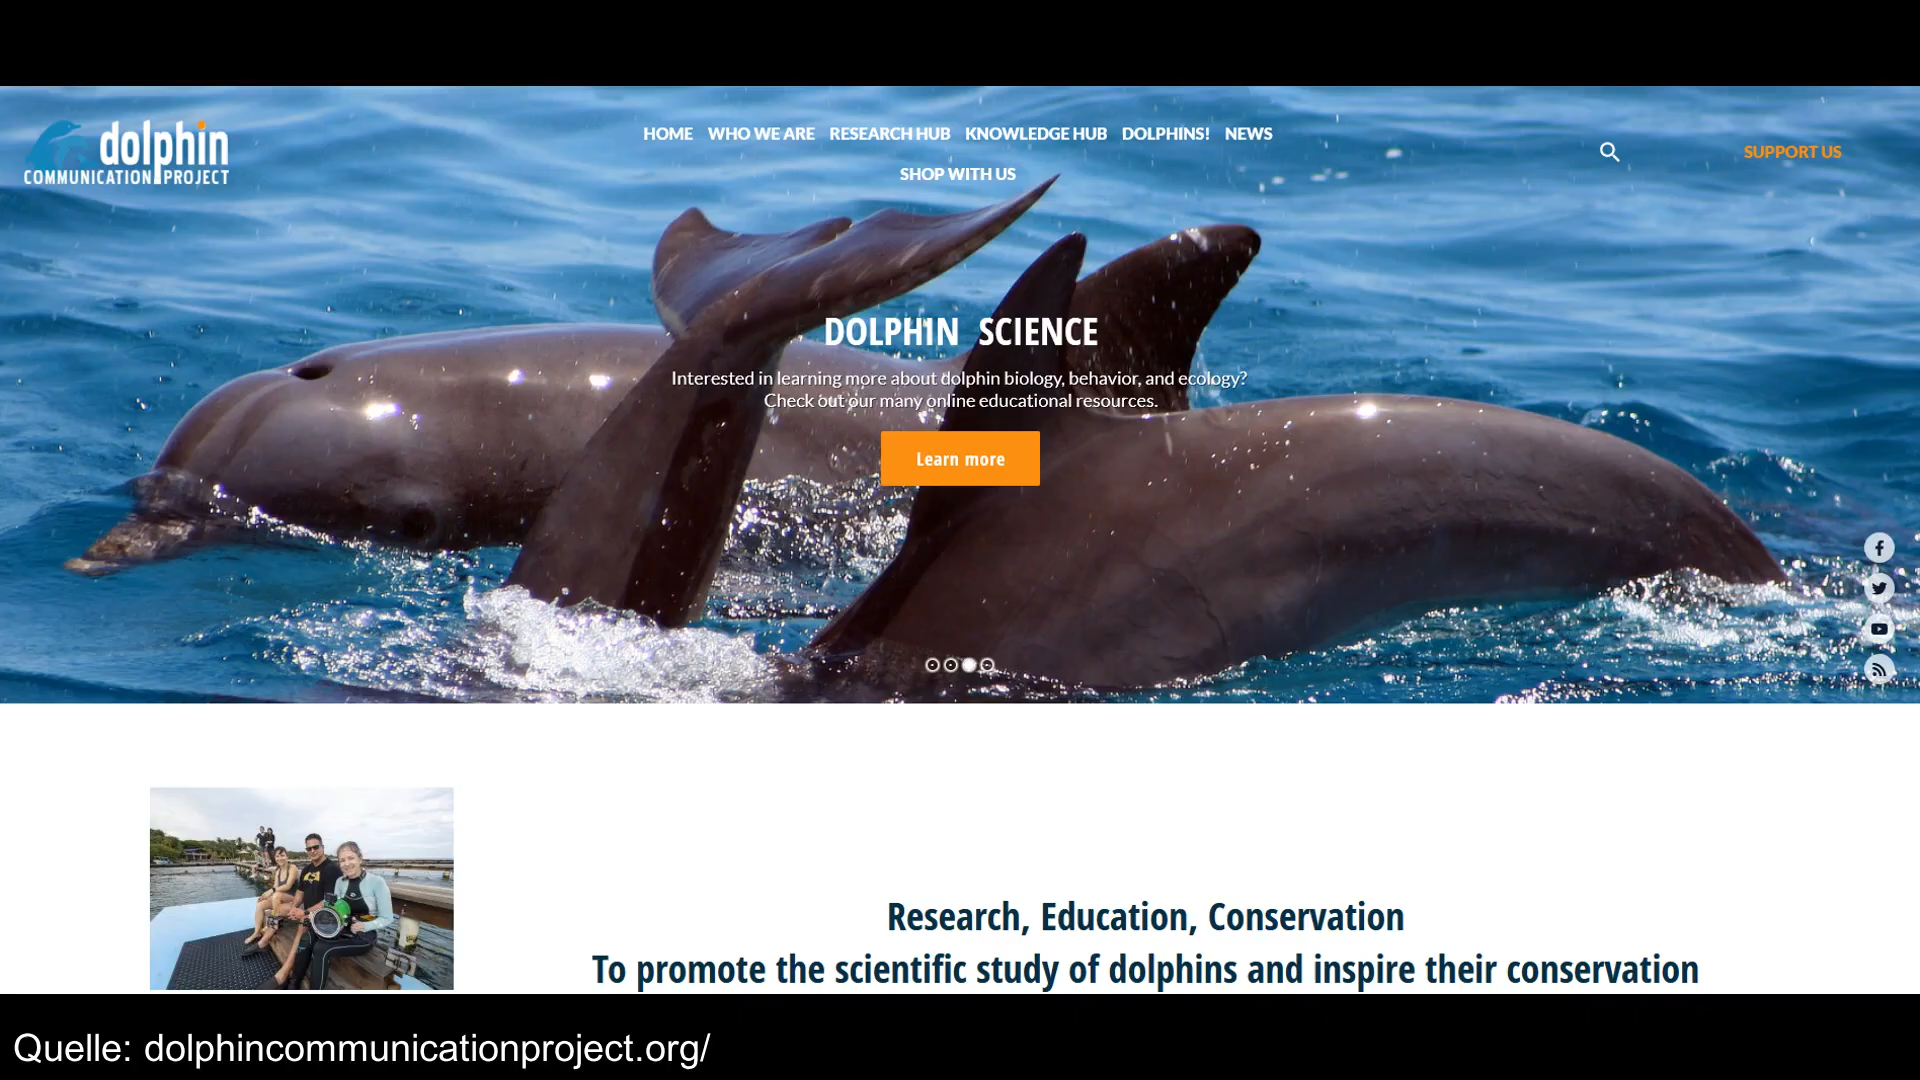 dolphin
COMMUNICATION PROJECT
HOME WHO WE ARE RESEARCH HUB KNOWLEDGE HUB DOLPHINS! NEWS
SHOP WITH US
SUPPORT US
DOLPHIN SCIENCE
Interested in learning more about dolphin biology, behavior, and ecology?
Check out our many online educational resources.
Learn more
Research, Education, Conservation
To promote the scientific study of dolphins and inspire their conservation
Quelle: dolphincommunicationproject.org/